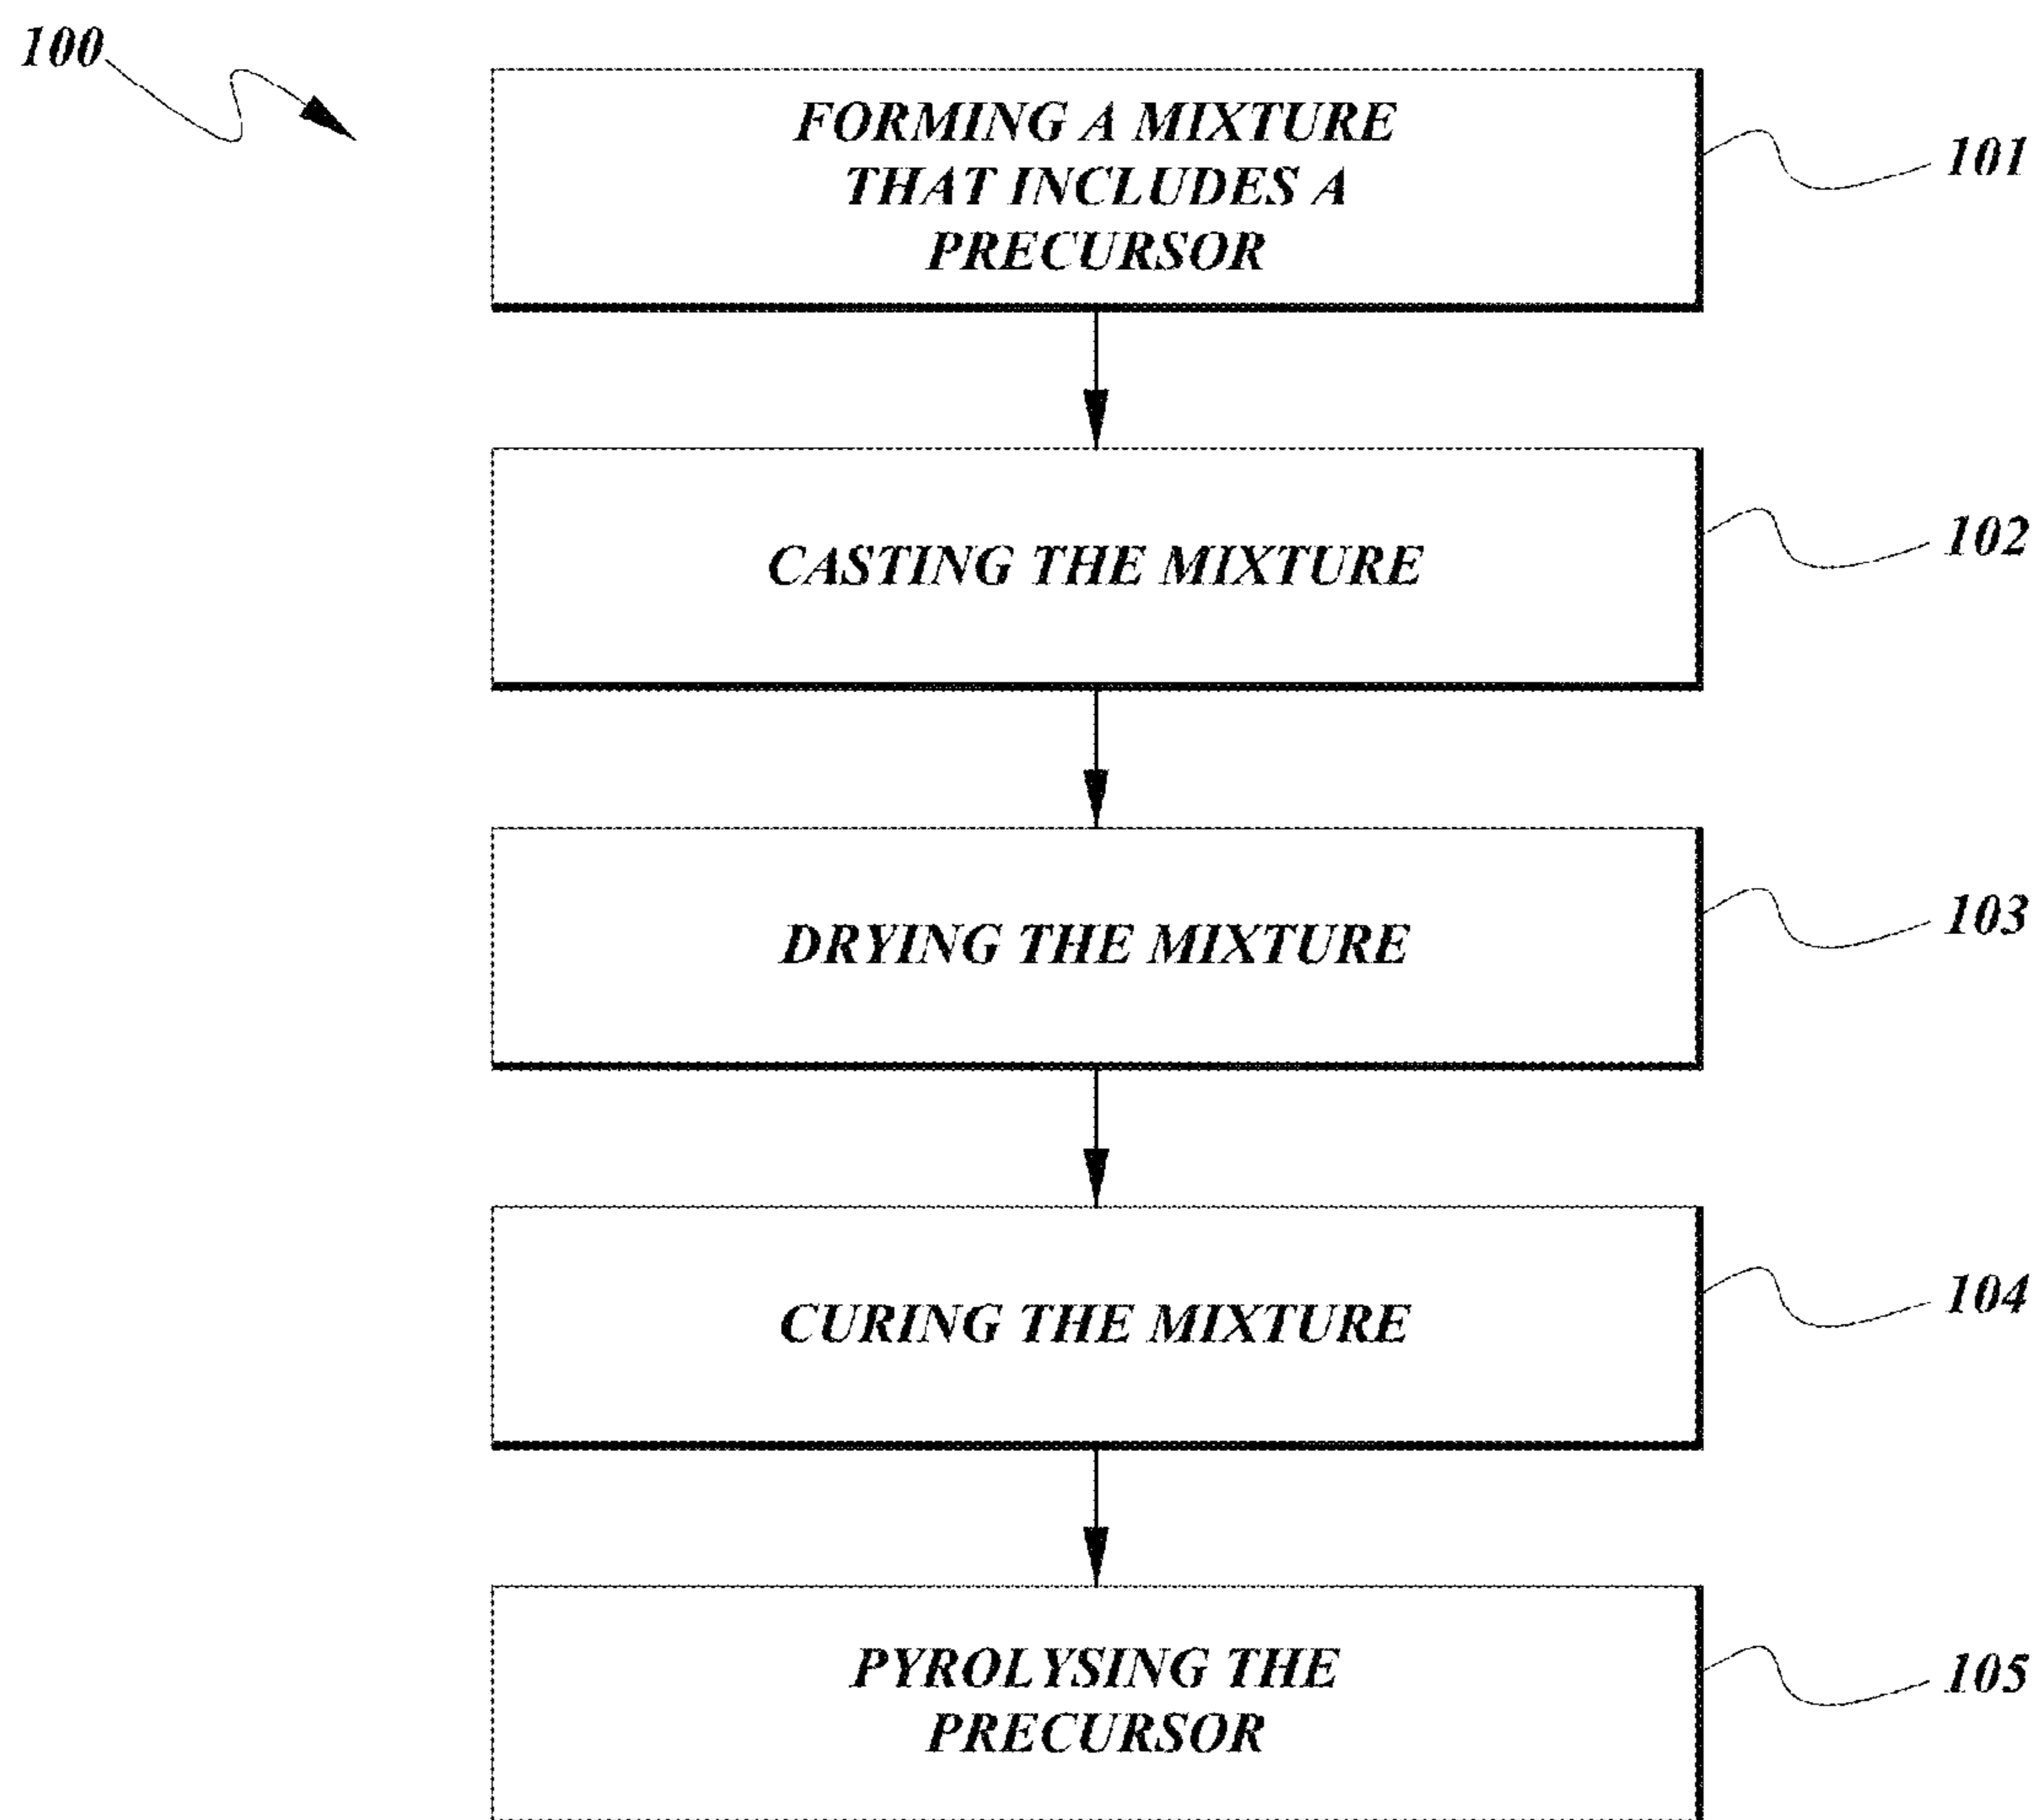 100
FORMING A MIXTURE
THAT INCLUDES A
PRECURSOR
101
CASTING THE MIXTURE
102
DRYING THE MIXTURE
103
CURING THE MIXTURE
104
PYROLYSING THE
PRECURSOR
105